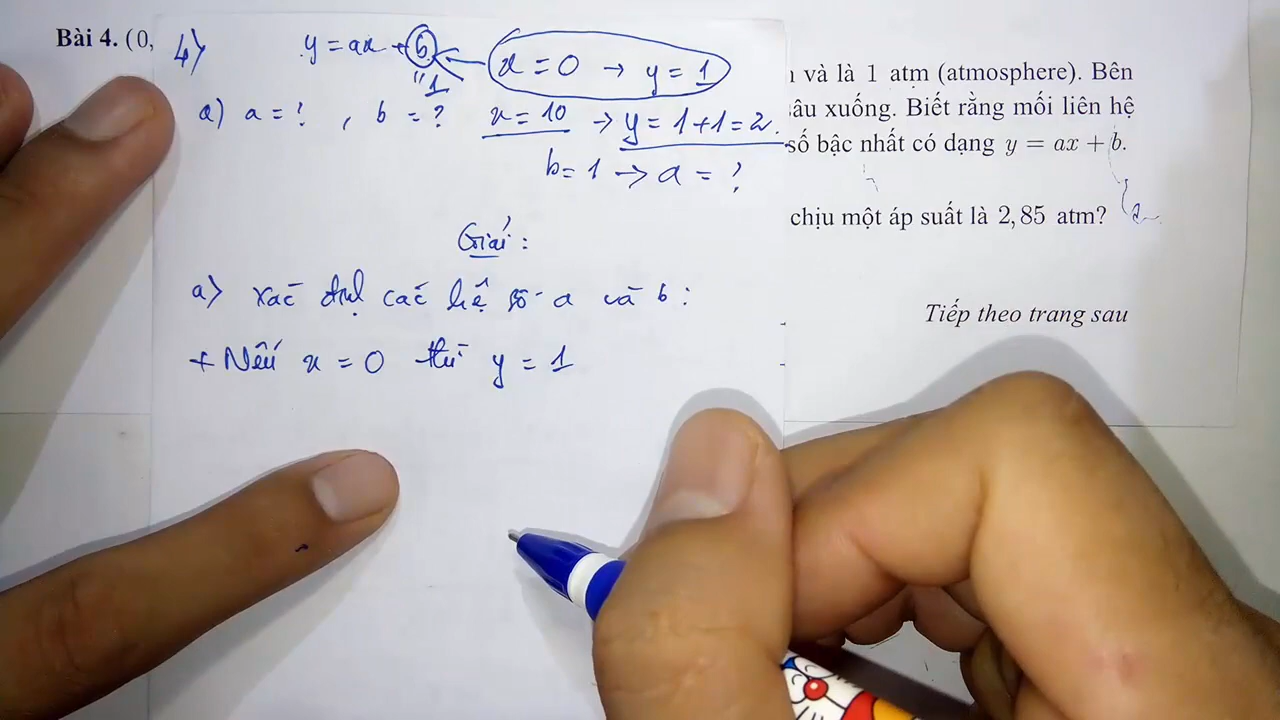 Bài 4. (0,
4) y = ax + b x = 0 → y = 1
"1
và là 1 atm (atmosphere). Bên
a) a = ? , b = ? x = 10 → y = 1+1 = 2.
âu xuống. Biết rằng mối liên hệ
số bậc nhất có dạng y = ax + b.
b = 1 → a = ?
chịu một áp suất là 2,85 atm?
Giải:
a) xác định các hệ số a và b:
Tiếp theo trang sau
+ Nếu x = 0 thì y = 1